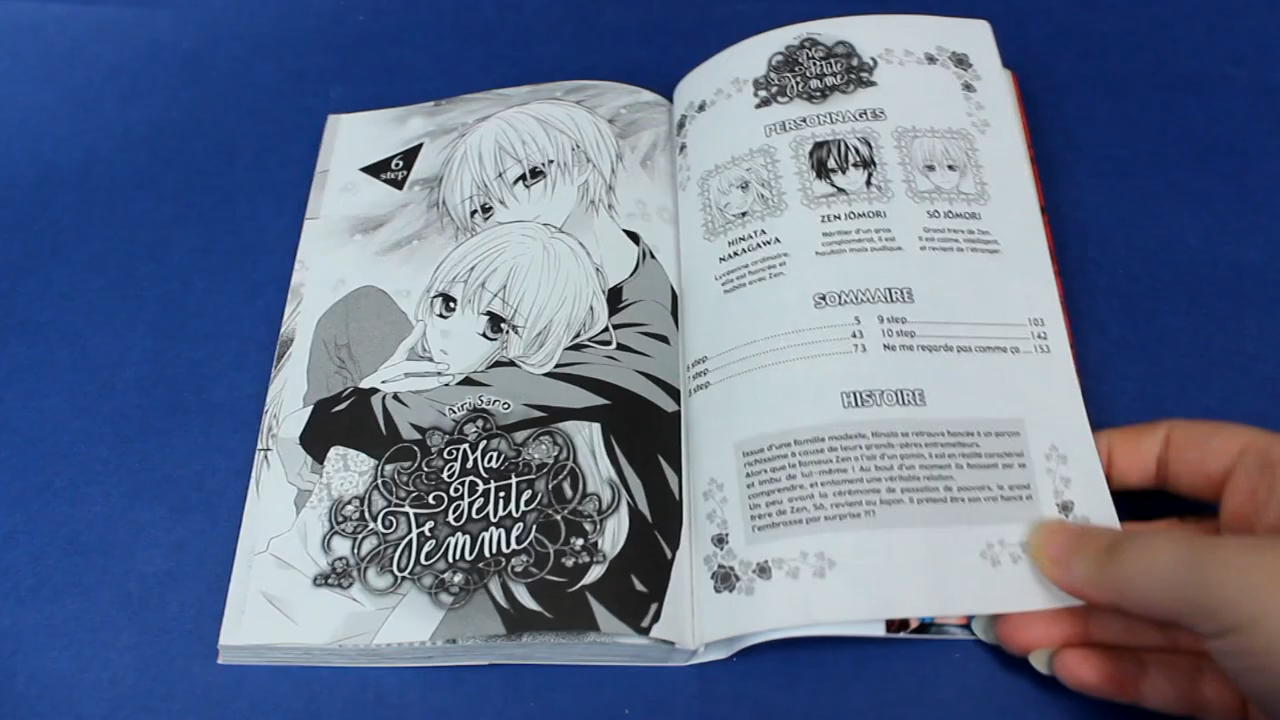 6
step
Airi Sano
Ma
Petite
Femme
Ma
Petite
Femme
PERSONNAGES
HINATA
NAKAGAWA
Lycéenne ordinaire,
elle est fiancée et
habite avec Zen.
ZEN JÔMORI
Héritier d'un gros
conglomérat, il est
hautain mais pudique.
SÔ JÔMORI
Grand frère de Zen.
Il est calme, intelligent,
et revient de l'étranger.
SOMMAIRE
6 step 5
7 step 43
8 step 73
9 step 103
10 step 142
Ne me regarde pas comme ça 153
HISTOIRE
Issue d'une famille modeste, Hinata se retrouve fiancée à un garçon
richissime à cause de leurs grands-pères entremetteurs.
Alors que le fameux Zen a l'air d'un gamin, il est en réalité caractériel
et imbu de lui-même ! Au bout d'un moment ils finissent par se
comprendre, et entament une véritable relation.
Un peu avant la cérémonie de passation de pouvoirs, le grand
frère de Zen, Sô, revient au Japon. Il prétend être son vrai fiancé et
l'embrasse par surprise ?!?